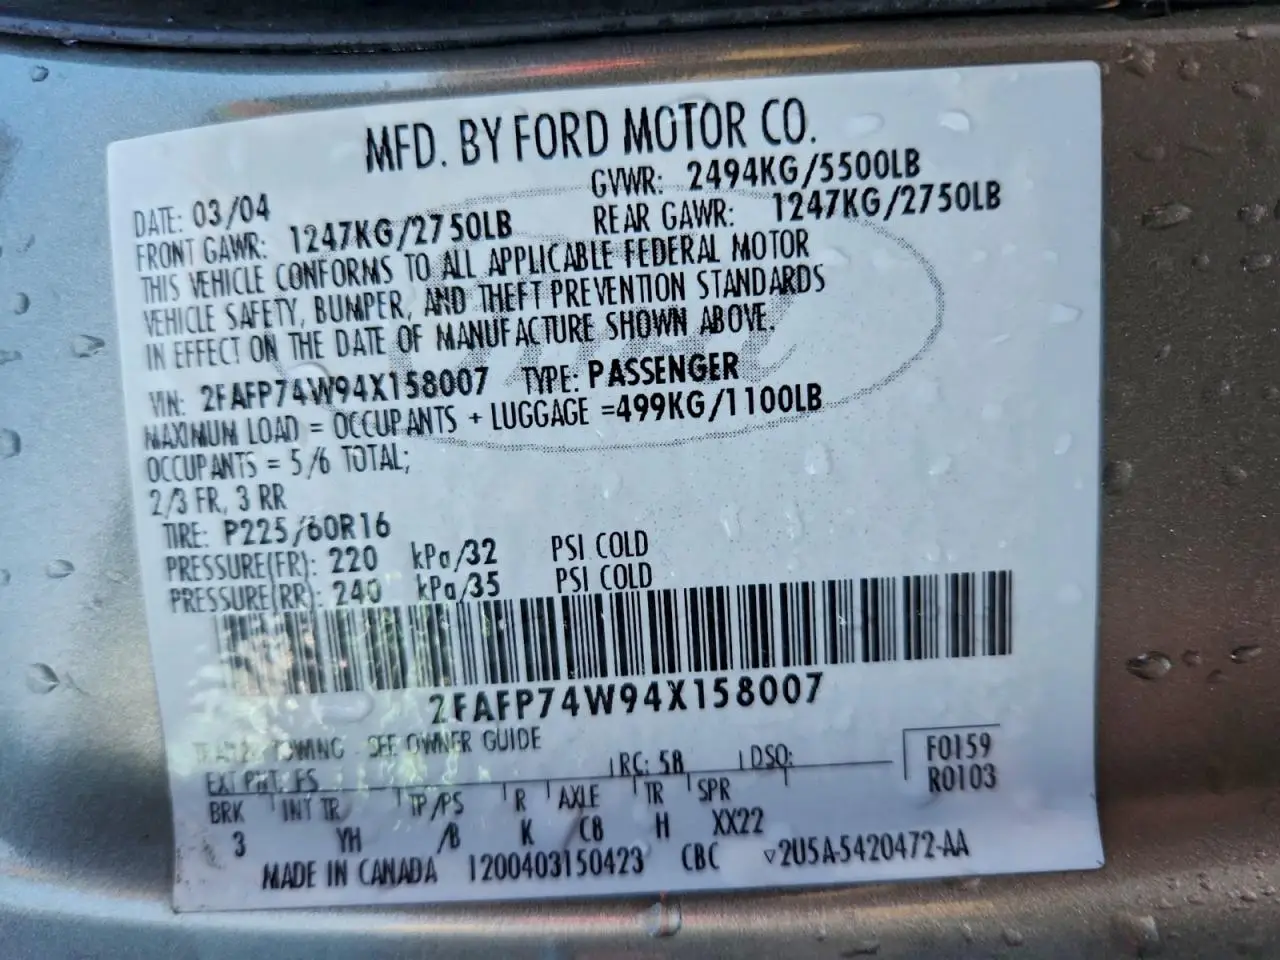 MFD. BY FORD MOTOR CO.
DATE: 03/04 GVWR: 2494KG/5500LB
FRONT GAWR: 1247KG/2750LB REAR GAWR: 1247KG/2750LB
THIS VEHICLE CONFORMS TO ALL APPLICABLE FEDERAL MOTOR
VEHICLE SAFETY, BUMPER, AND THEFT PREVENTION STANDARDS
IN EFFECT ON THE DATE OF MANUFACTURE SHOWN ABOVE.
VIN: 2FAFP74W94X158007 TYPE: PASSENGER
MAXIMUM LOAD = OCCUPANTS + LUGGAGE =499KG/1100LB
OCCUPANTS = 5/6 TOTAL;
2/3 FR, 3 RR
TIRE: P225/60R16
PRESSURE(FR): 220 kPa/32 PSI COLD
PRESSURE(RR): 240 kPa/35 PSI COLD
2FAFP74W94X158007
TOWING - SEE OWNER GUIDE
EXT PNT: FS RC: 58 DSO: F0159
R0103
BRK INT TR TP/PS R AXLE TR SPR
3 YH /B K C8 H XX22
MADE IN CANADA 1200403150423 CBC ▽2U5A-5420472-AA